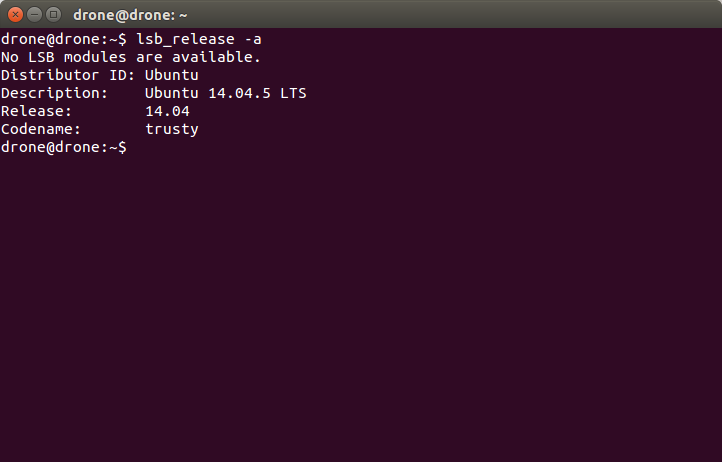 drone@drone: ~
drone@drone:~$ lsb_release -a
No LSB modules are available.
Distributor ID: Ubuntu
Description:    Ubuntu 14.04.5 LTS
Release:        14.04
Codename:       trusty
drone@drone:~$